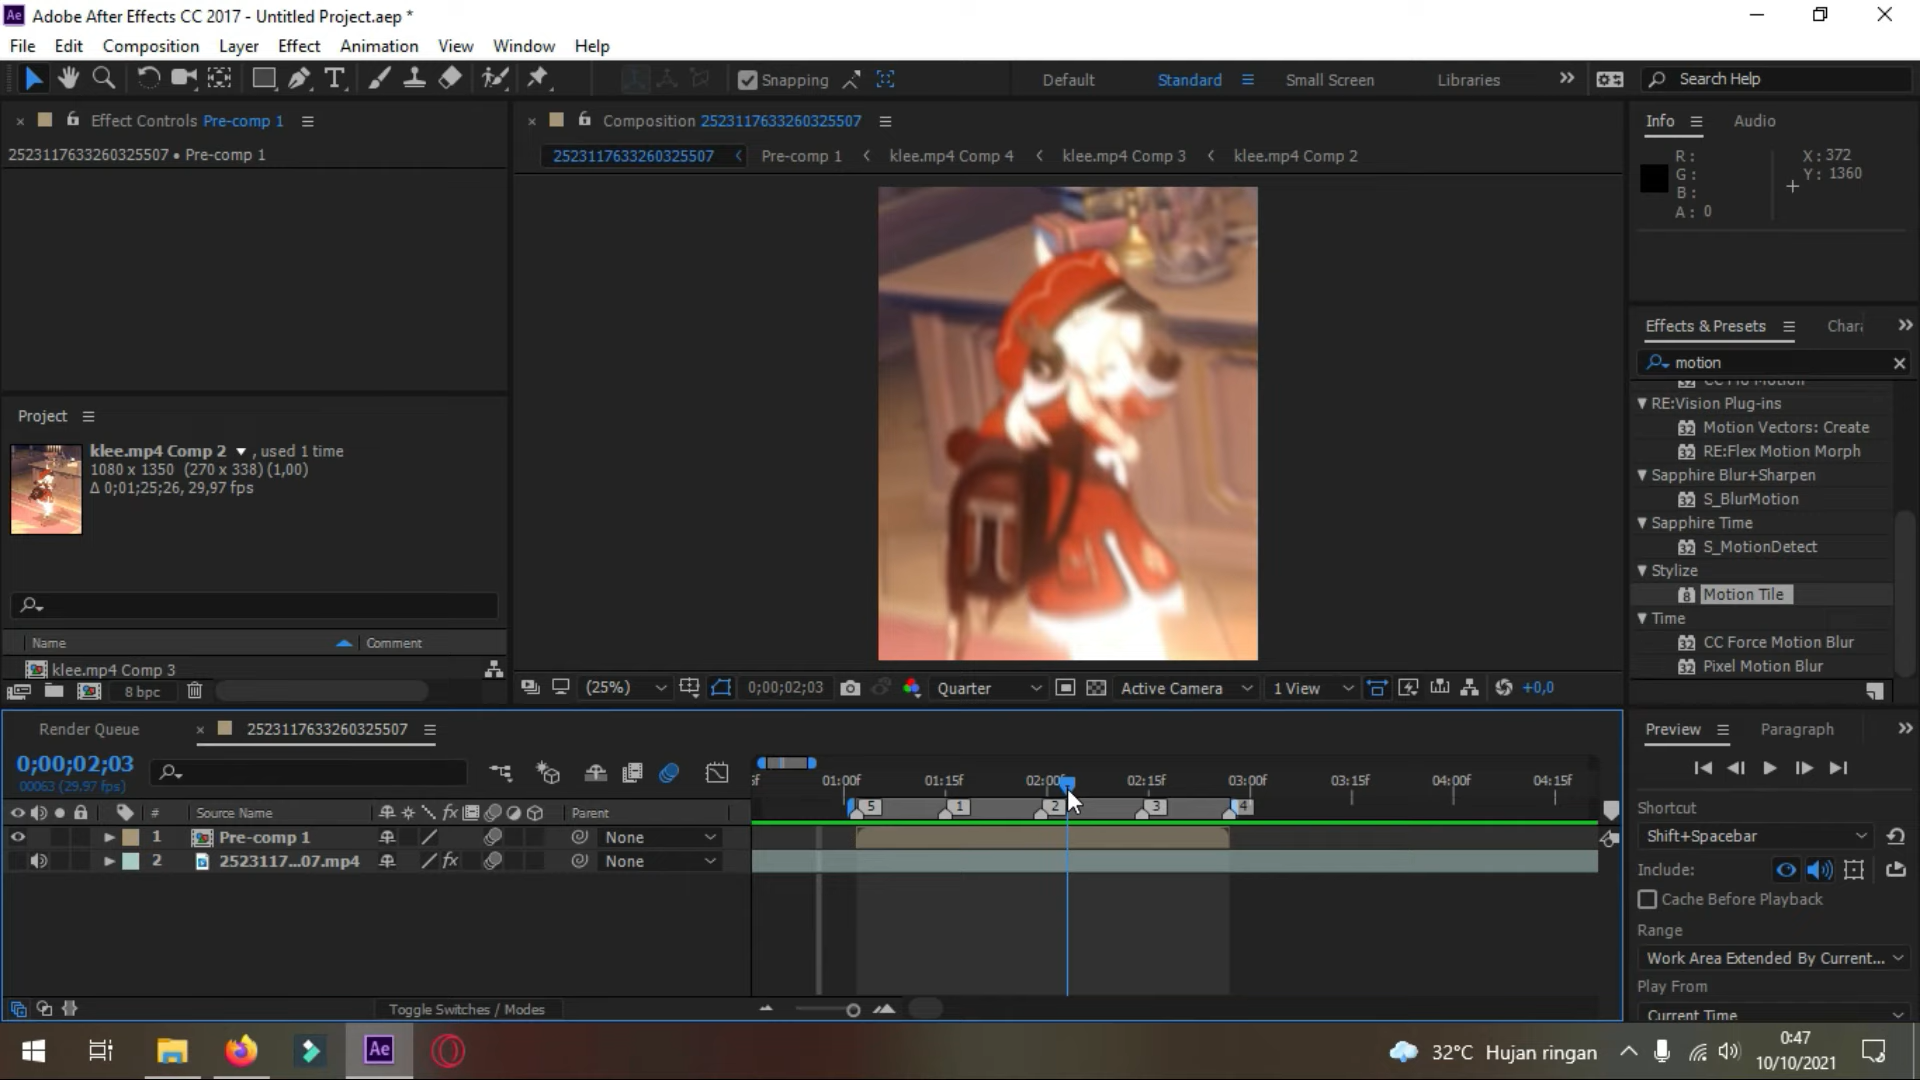 Ae Adobe After Effects CC 2017 - Untitled Project.aep *
File Edit Composition Layer Effect Animation View Window Help
Snapping Default Standard Small Screen Libraries Search Help
Effect Controls Pre-comp 1
2523117633260325507 • Pre-comp 1
Composition 2523117633260325507
2523117633260325507 Pre-comp 1 klee.mp4 Comp 4 klee.mp4 Comp 3 klee.mp4 Comp 2
Info Audio
R :
G :
B :
A : 0
X : 372
Y : 1360
Effects & Presets
motion
RE:Vision Plug-ins
Motion Vectors: Create
RE:Flex Motion Morph
Sapphire Blur+Sharpen
S_BlurMotion
Sapphire Time
S_MotionDetect
Stylize
Motion Tile
Time
CC Force Motion Blur
Pixel Motion Blur
Project
klee.mp4 Comp 2 , used 1 time
1080 x 1350 (270 x 338) (1,00)
Δ 0;01;25;26, 29,97 fps
Name Comment
klee.mp4 Comp 3
8 bpc
(25%) 0;00;02;03 Quarter Active Camera 1 View +0,0
Render Queue 2523117633260325507
0;00;02;03
00063 (29.97 fps)
01:00f 01:15f 02:00f 02:15f 03:00f 03:15f 04:00f 04:15f
5 1 2 3 4
# Source Name fx Parent
1 Pre-comp 1 None
2 2523117...07.mp4 fx None
Toggle Switches / Modes
Preview Paragraph
Shortcut
Shift+Spacebar
Include:
Cache Before Playback
Range
Work Area Extended By Current...
Play From
Current Time
Ae 32°C Hujan ringan 0:47
10/10/2021